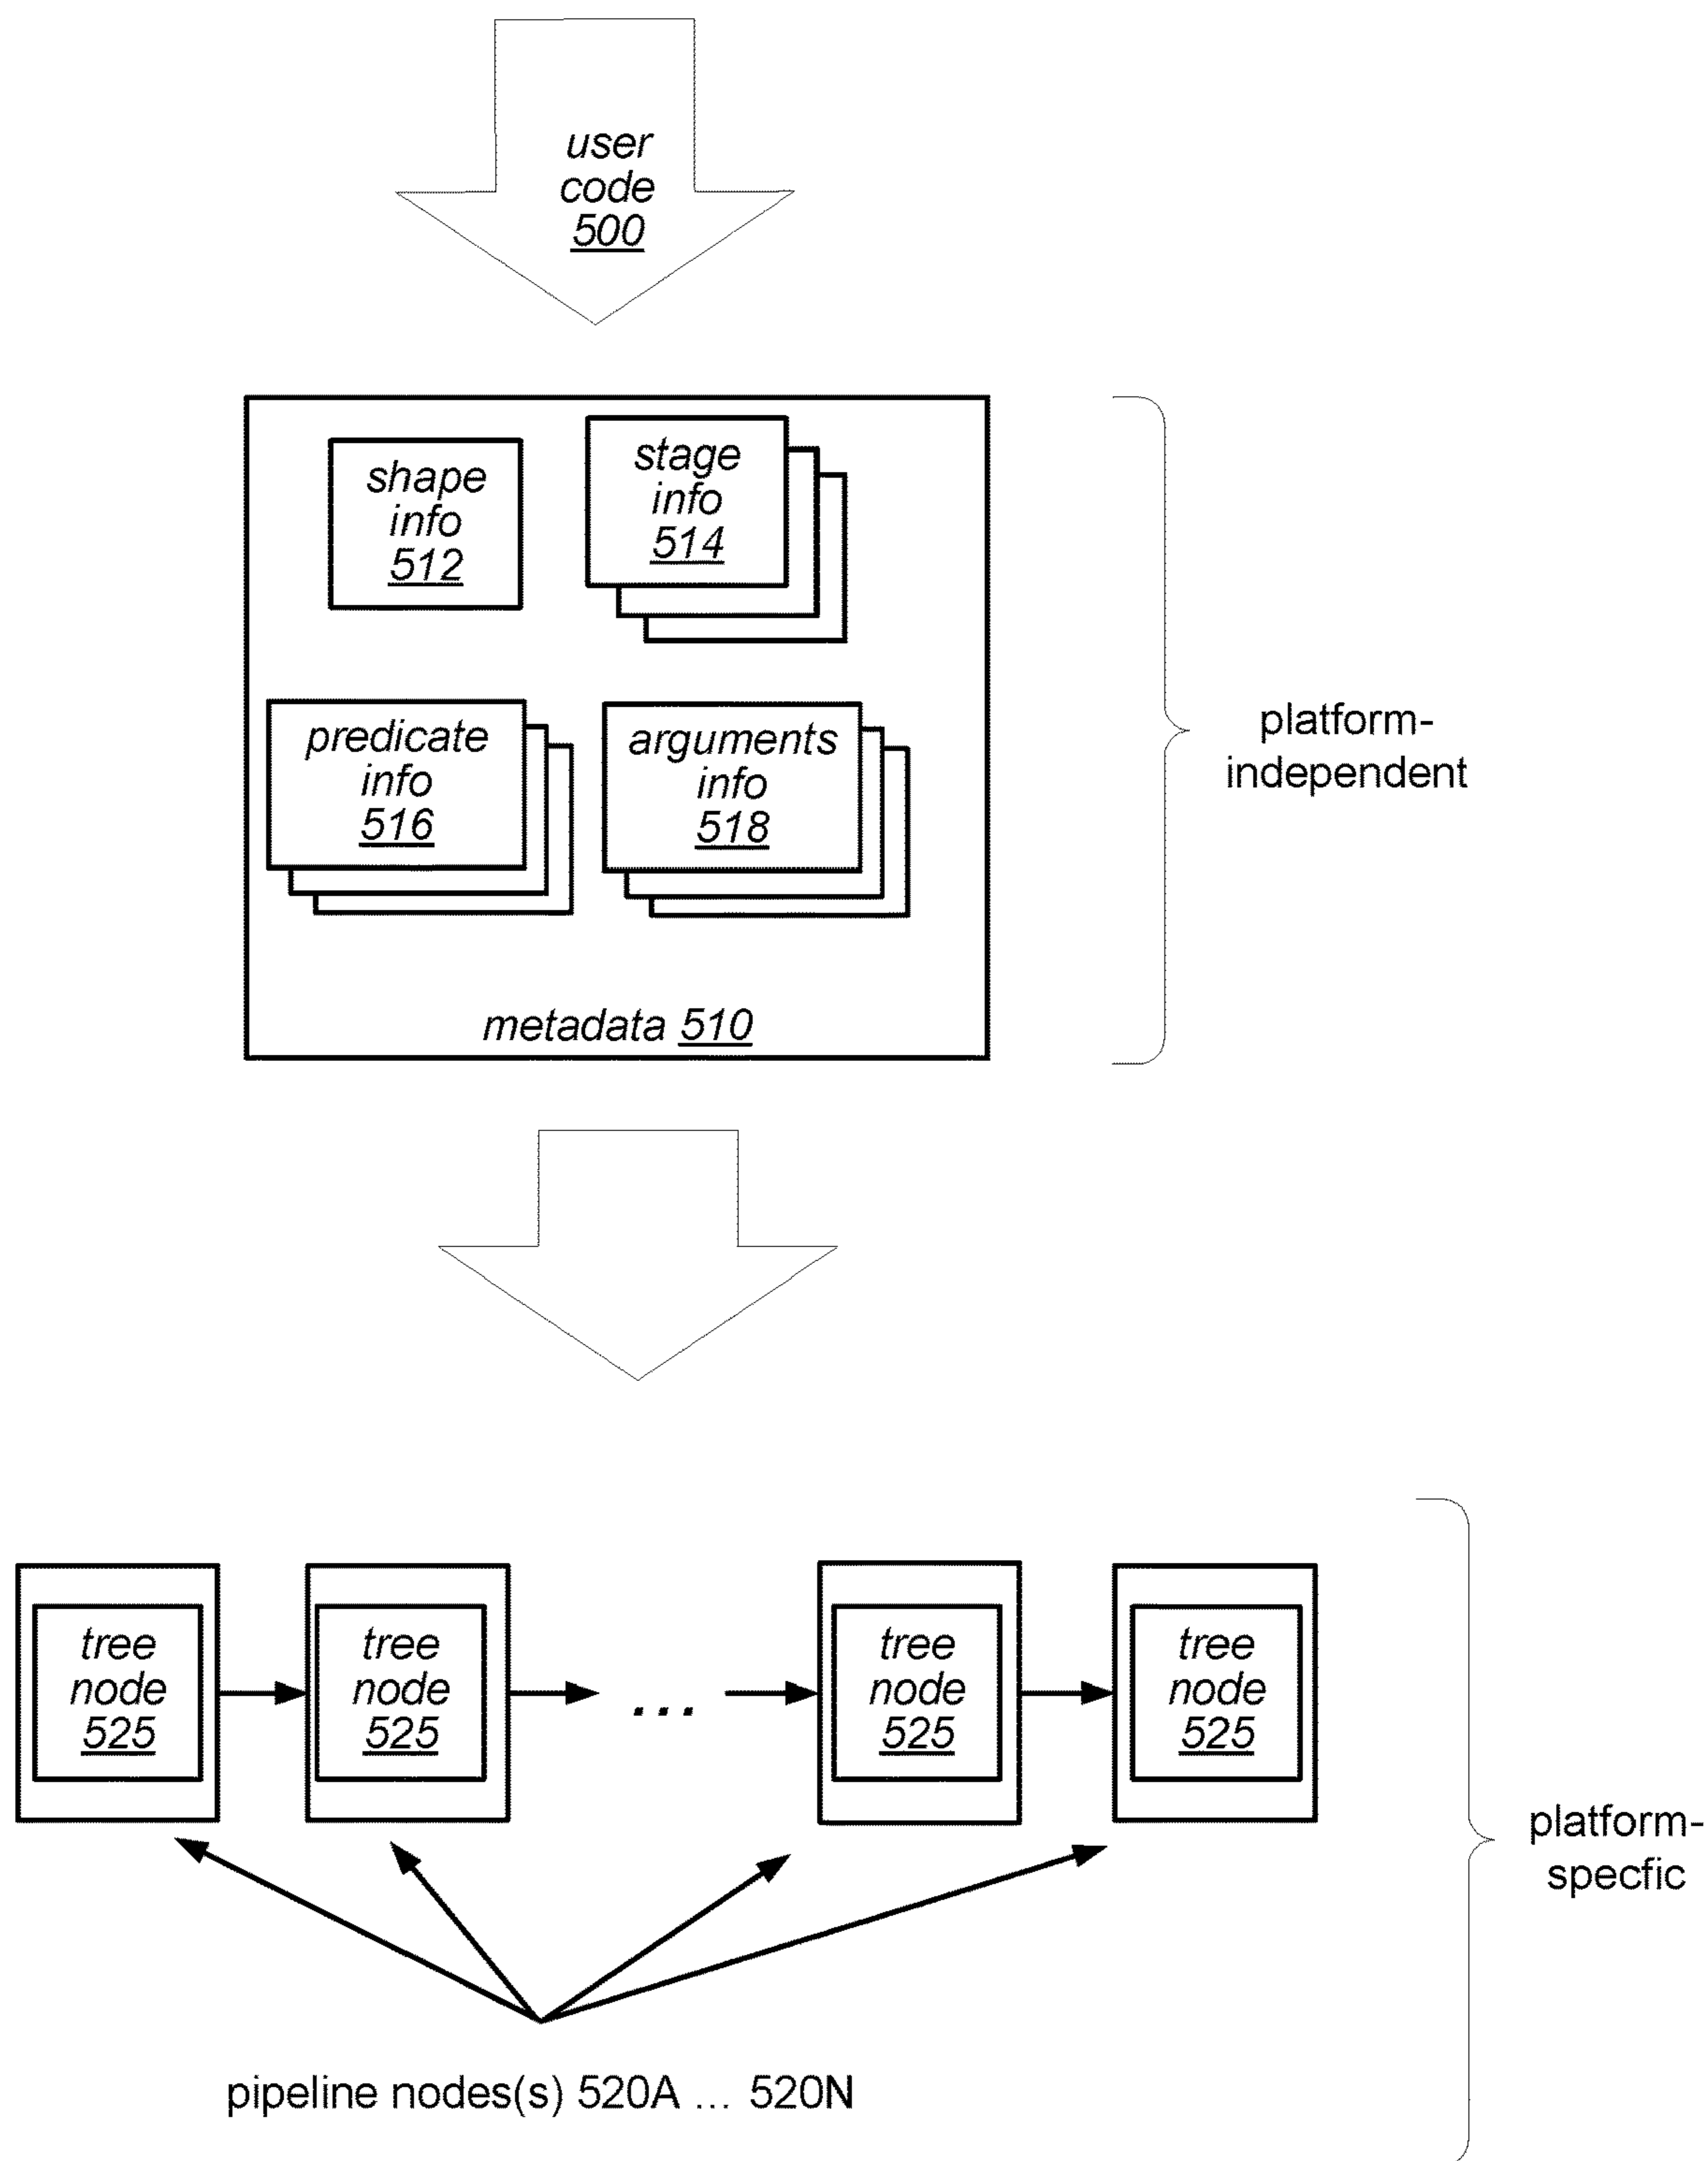 user
code
500
shape
info
512
stage
info
514
predicate
info
516
arguments
info
518
metadata 510
platform-
independent
tree
node
525
tree
node
525
...
tree
node
525
tree
node
525
platform-
specfic
pipeline nodes(s) 520A ... 520N